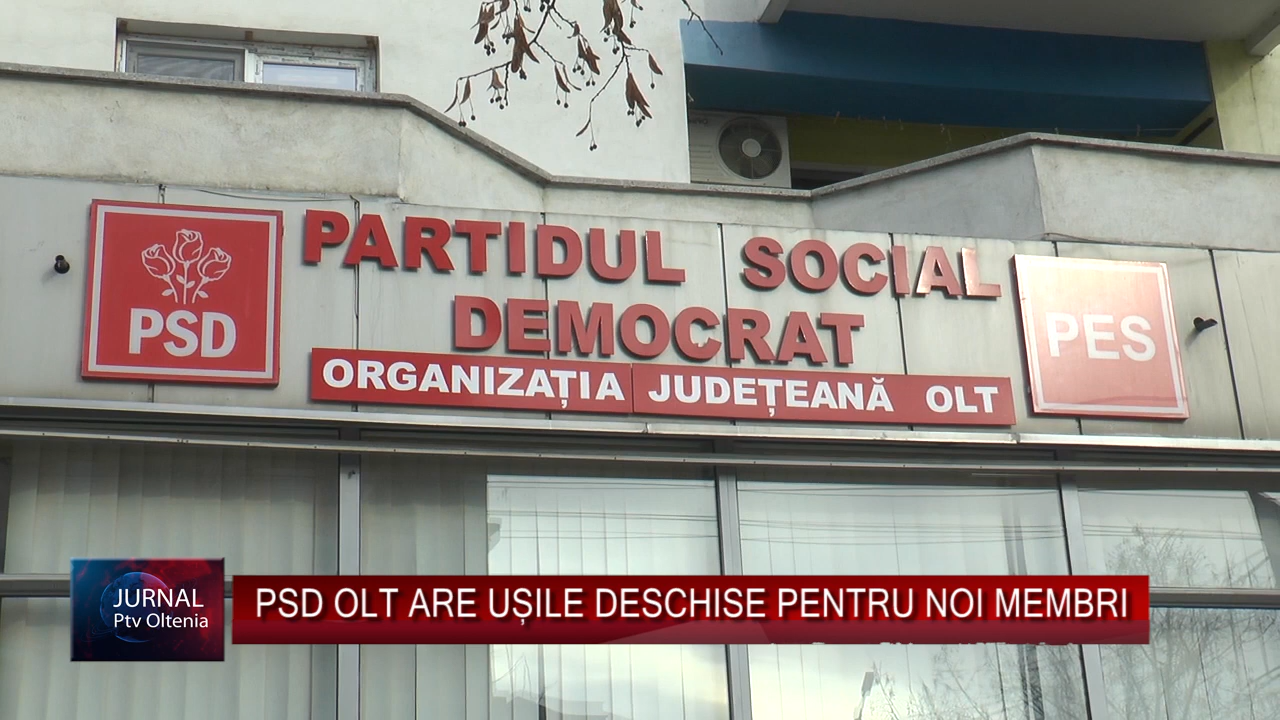 PSD
PARTIDUL SOCIAL
DEMOCRAT
ORGANIZAȚIA JUDEȚEANĂ OLT
PES
JURNAL
Ptv Oltenia
PSD OLT ARE UȘILE DESCHISE PENTRU NOI MEMBRI